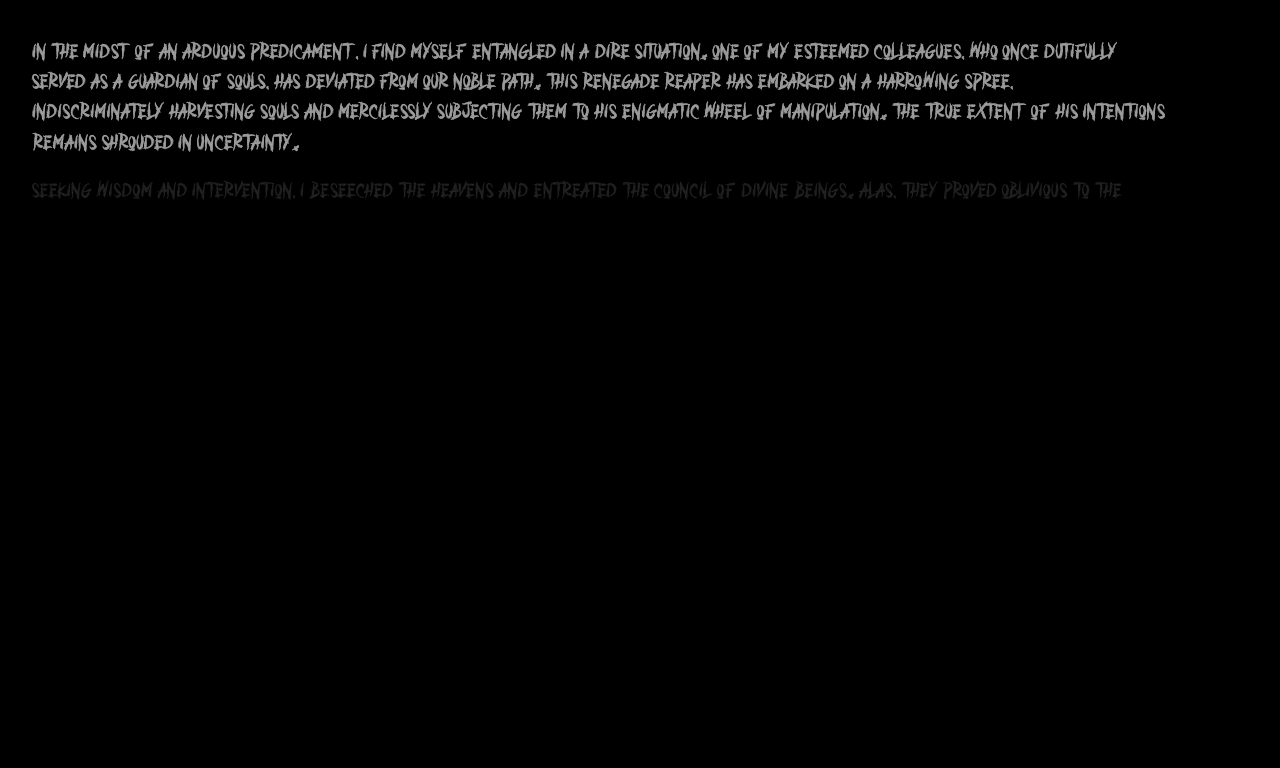 IN THE MIDST OF AN ARDUOUS PREDICAMENT, I FIND MYSELF ENTANGLED IN A DIRE SITUATION. ONE OF MY ESTEEMED COLLEAGUES, WHO ONCE DUTIFULLY
SERVED AS A GUARDIAN OF SOULS, HAS DEVIATED FROM OUR NOBLE PATH. THIS RENEGADE REAPER HAS EMBARKED ON A HARROWING SPREE,
INDISCRIMINATELY HARVESTING SOULS AND MERCILESSLY SUBJECTING THEM TO HIS ENIGMATIC WHEEL OF MANIPULATION. THE TRUE EXTENT OF HIS INTENTIONS
REMAINS SHROUDED IN UNCERTAINTY.
SEEKING WISDOM AND INTERVENTION, I BESEECHED THE HEAVENS AND ENTREATED THE COUNCIL OF DIVINE BEINGS. ALAS, THEY PROVED OBLIVIOUS TO THE